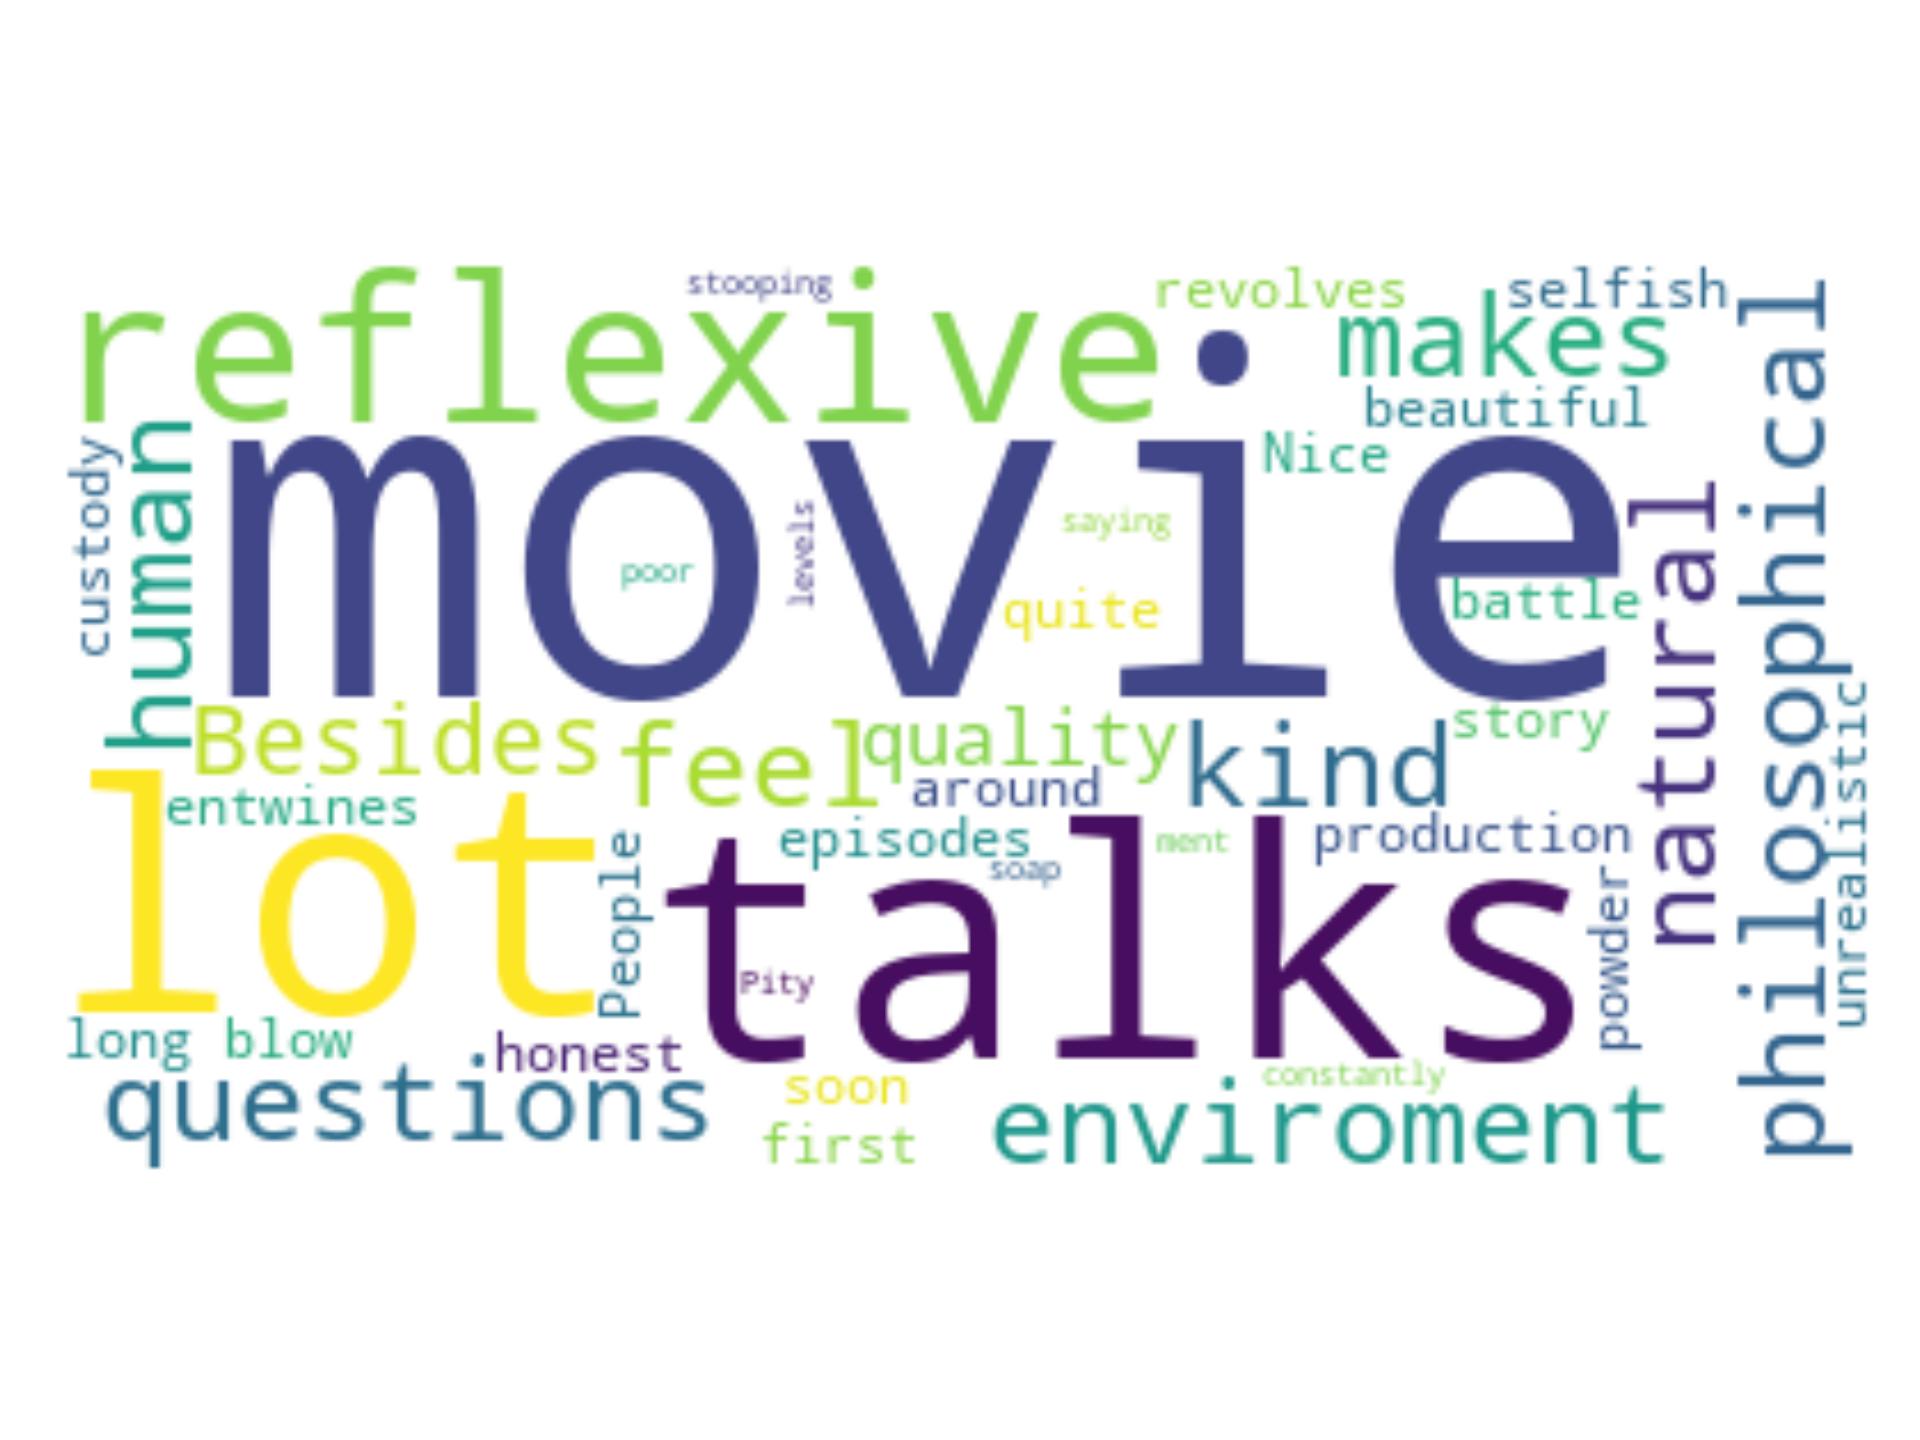 stooping
revolves
selfish
reflexive
makes
beautiful
philosophical
Nice
custody
human
movie
levels
saying
poor
quite
battle
natural
Besides
feel
quality
kind
story
around
unrealistic
entwines
lot
talks
episodes
ment
production
soap
People
powder
Pity
long
blow
honest
questions
soon
constantly
first
enviroment